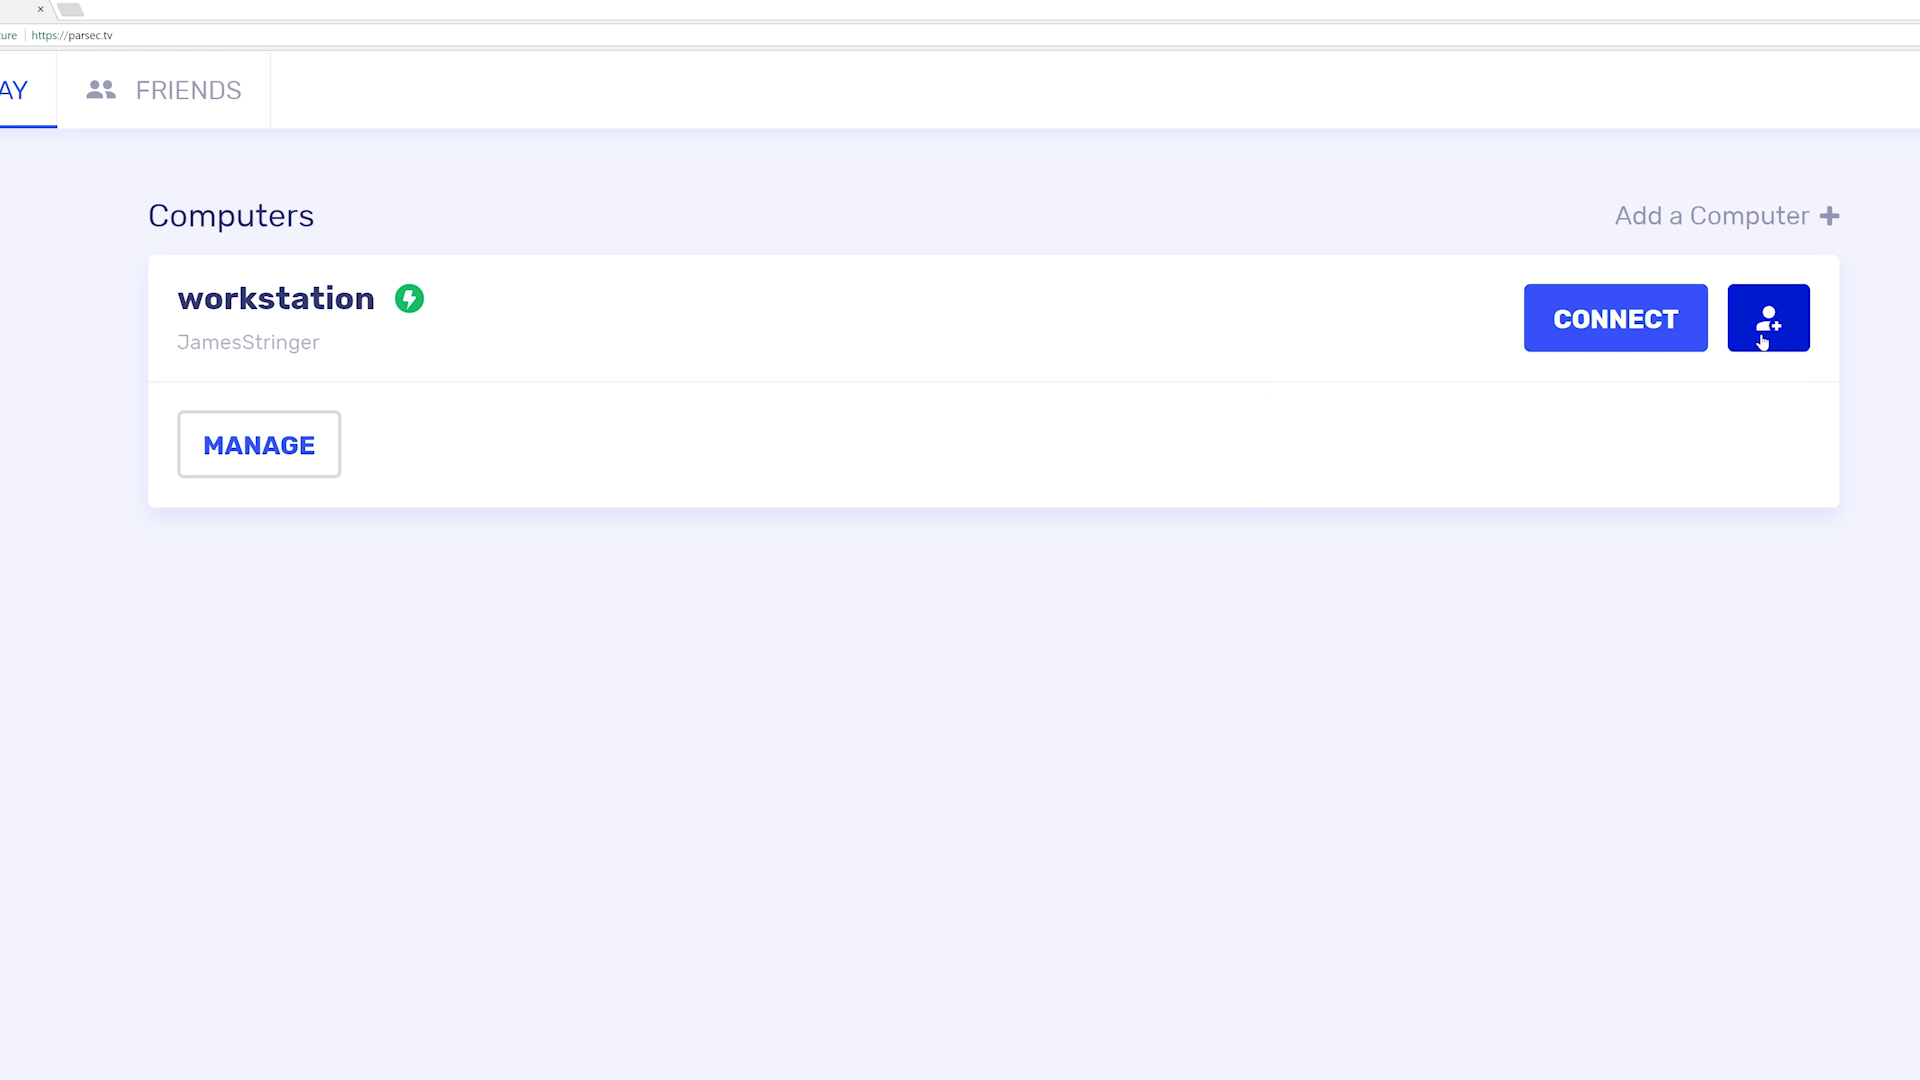 ure https://parsec.tv
AY FRIENDS
Computers
Add a Computer
workstation
CONNECT
JamesStringer
MANAGE